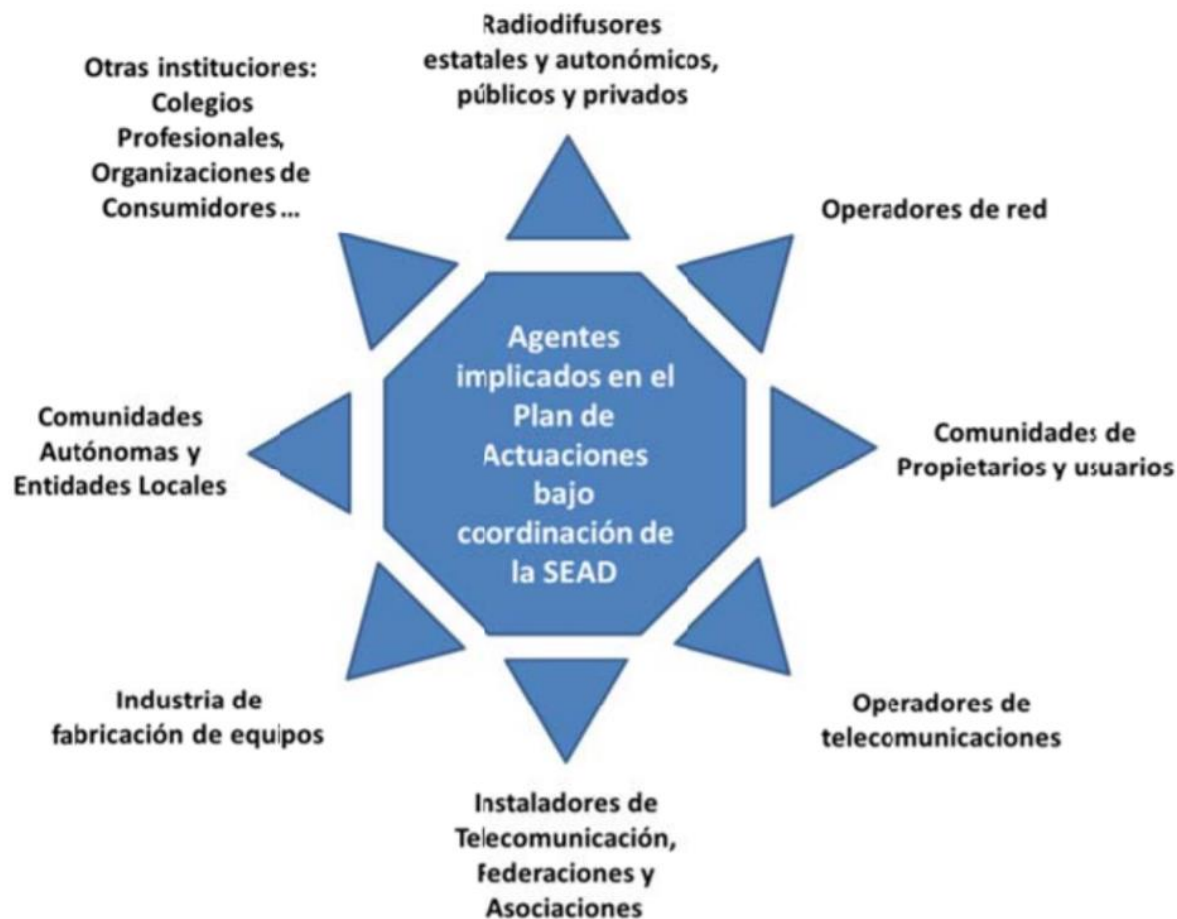 Radiodifusores
estatales y autonómicos,
públicos y privados
Otras instituciones:
Colegios
Profesionales,
Organizaciones de
Consumidores ...
Operadores de red
Agentes
implicados en el
Plan de
Actuaciones
bajo
coordinación de
la SEAD
Comunidades
Autónomas y
Entidades Locales
Comunidades de
Propietarios y usuarios
Industria de
fabricación de equipos
Operadores de
telecomunicaciones
Instaladores de
Telecomunicación,
Federaciones y
Asociaciones